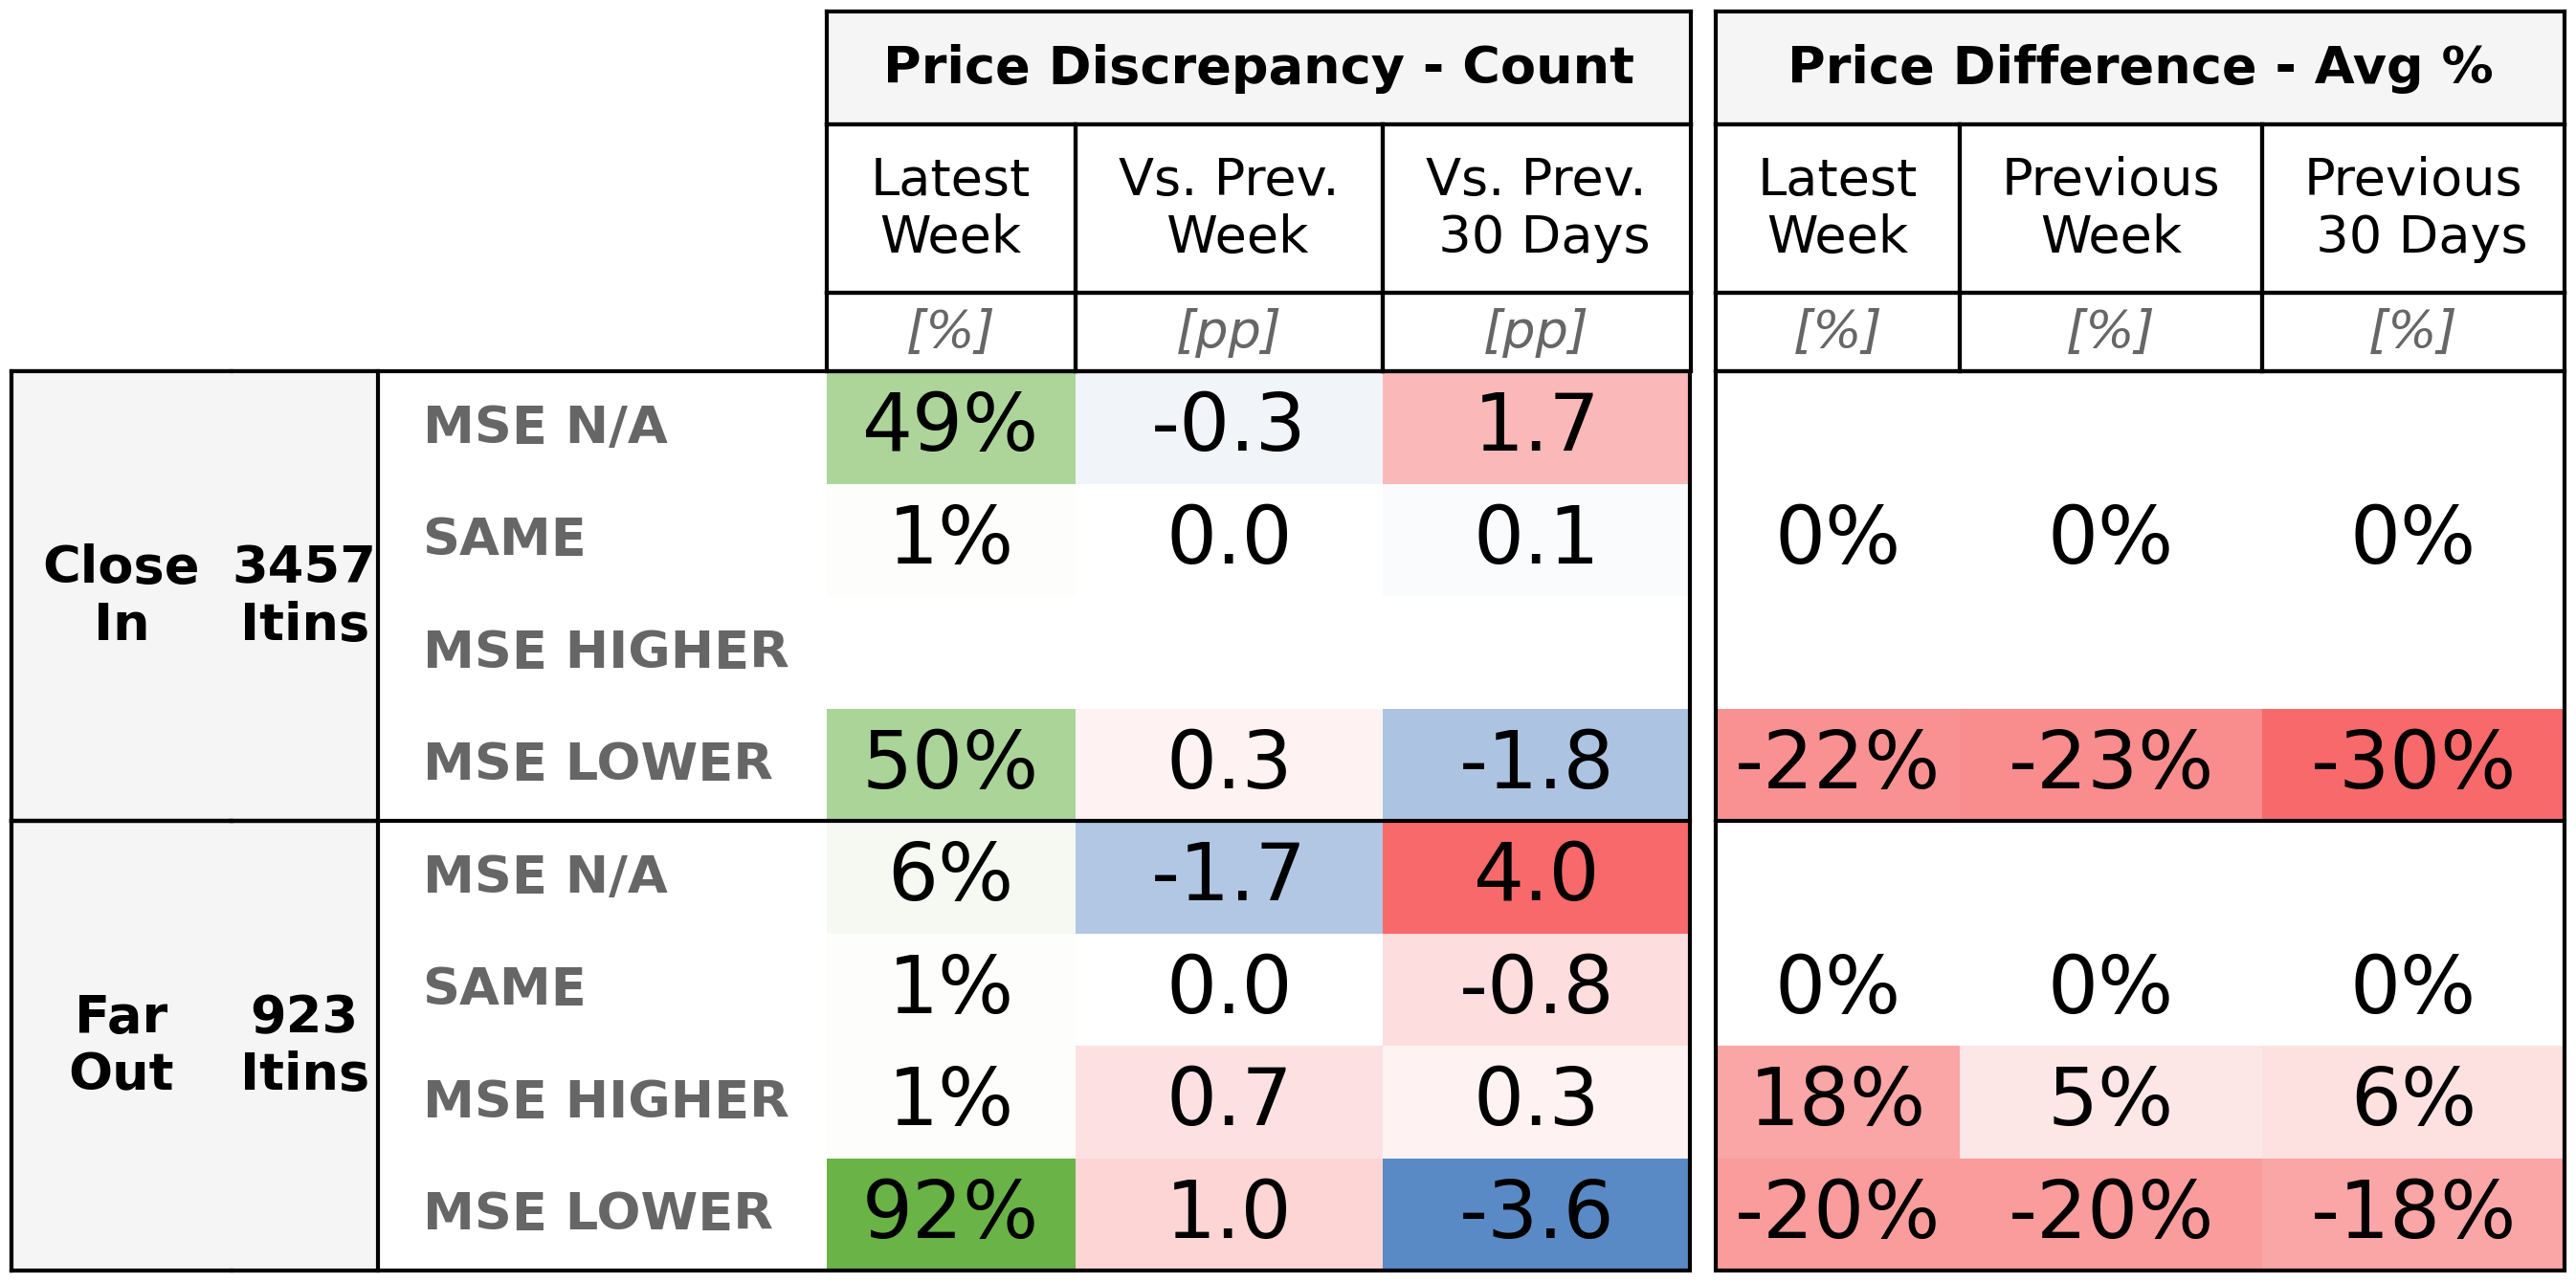 Price Discrepancy - Count Price Difference - Avg %
Latest Week Vs. Prev. Week Vs. Prev. 30 Days Latest Week Previous Week Previous 30 Days
[%] [pp] [pp] [%] [%] [%]
Close In 3457 Itins
MSE N/A 49% -0.3 1.7
SAME 1% 0.0 0.1 0% 0% 0%
MSE HIGHER
MSE LOWER 50% 0.3 -1.8 -22% -23% -30%
Far Out 923 Itins
MSE N/A 6% -1.7 4.0
SAME 1% 0.0 -0.8 0% 0% 0%
MSE HIGHER 1% 0.7 0.3 18% 5% 6%
MSE LOWER 92% 1.0 -3.6 -20% -20% -18%